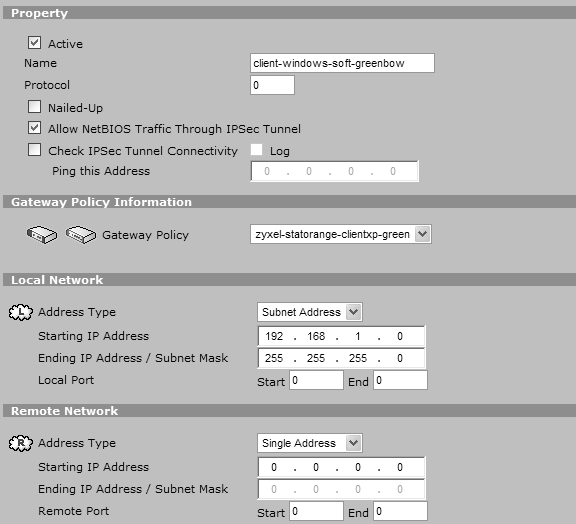 Property
Active
Name client-windows-soft-greenbow
Protocol 0
Nailed-Up
Allow NetBIOS Traffic Through IPSec Tunnel
Check IPSec Tunnel Connectivity Log
Ping this Address 0 . 0 . 0 . 0
Gateway Policy Information
Gateway Policy zyxel-statorange-clientxp-green
Local Network
L Address Type Subnet Address
Starting IP Address 192 . 168 . 1 . 0
Ending IP Address / Subnet Mask 255 . 255 . 255 . 0
Local Port Start 0 End 0
Remote Network
R Address Type Single Address
Starting IP Address 0 . 0 . 0 . 0
Ending IP Address / Subnet Mask 0 . 0 . 0 . 0
Remote Port Start 0 End 0